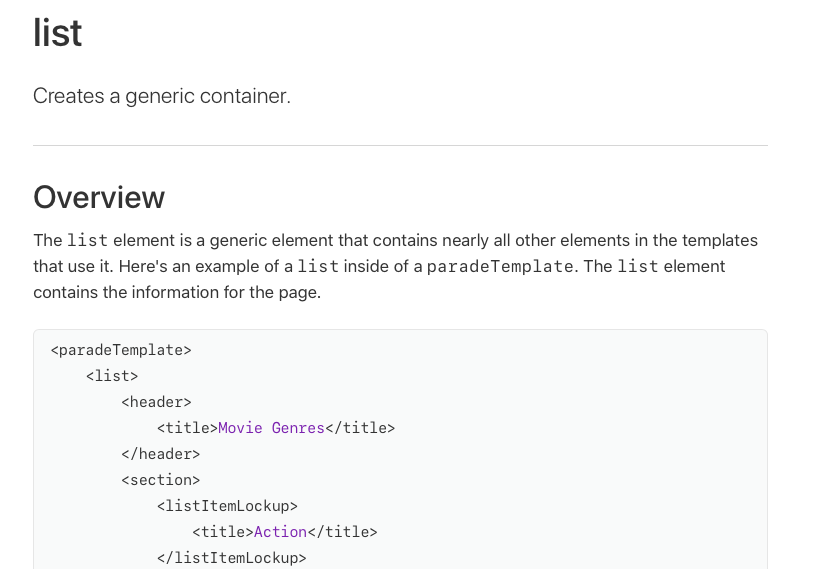 list
Creates a generic container.
Overview
The list element is a generic element that contains nearly all other elements in the templates
that use it. Here's an example of a list inside of a paradeTemplate. The list element
contains the information for the page.
<paradeTemplate>
    <list>
        <header>
            <title>Movie Genres</title>
        </header>
        <section>
            <listItemLockup>
                <title>Action</title>
            </listItemLockup>